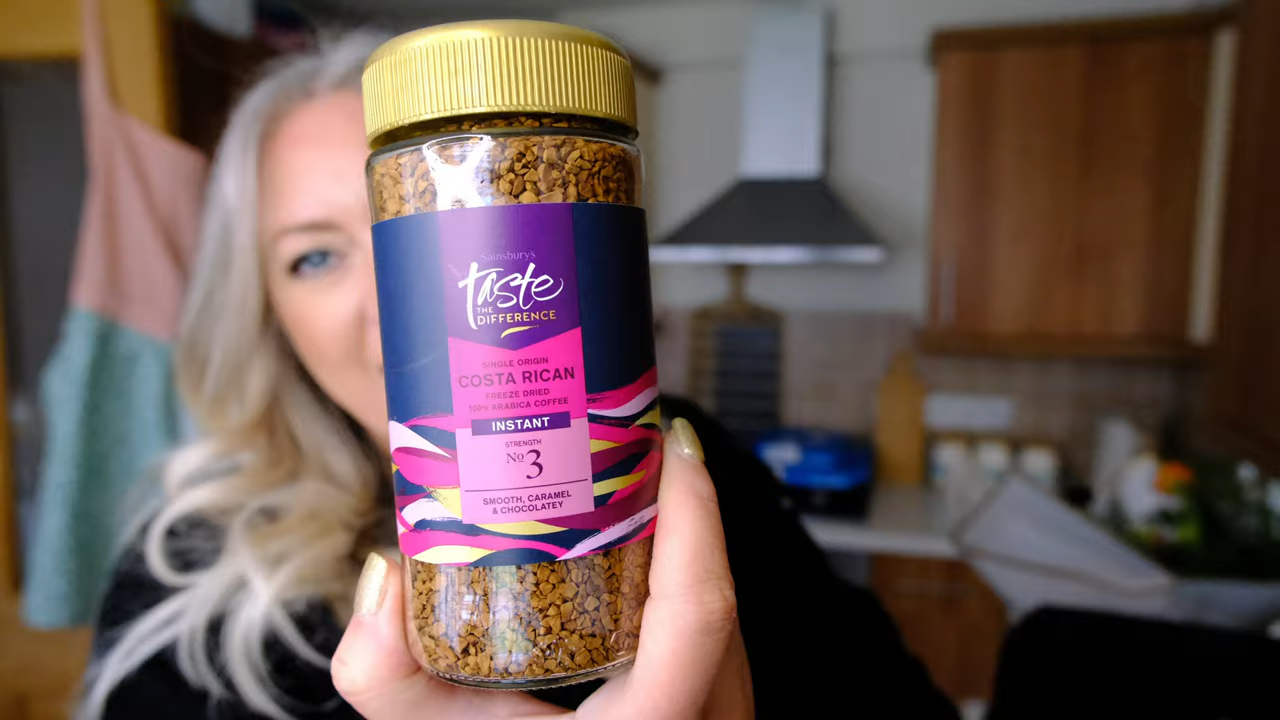 Sainsbury's
taste
THE
DIFFERENCE
SINGLE ORIGIN
COSTA RICAN
FREEZE DRIED
100% ARABICA COFFEE
INSTANT
STRENGTH
No3
SMOOTH, CARAMEL
& CHOCOLATEY